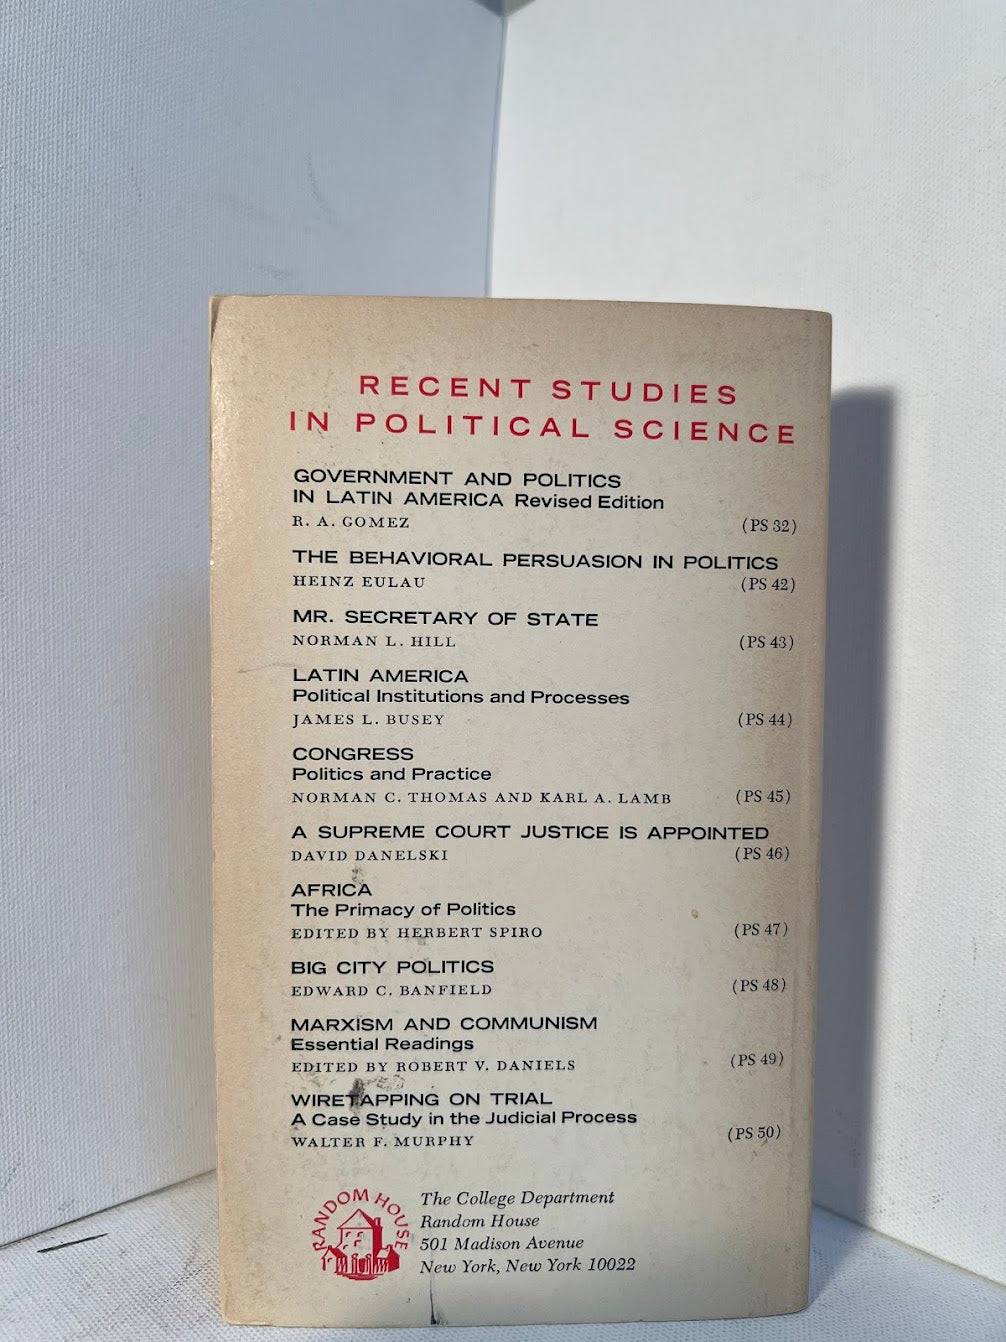 RECENT STUDIES
IN POLITICAL SCIENCE
GOVERNMENT AND POLITICS
IN LATIN AMERICA Revised Edition
R. A. GOMEZ (PS 32)
THE BEHAVIORAL PERSUASION IN POLITICS
HEINZ EULAU (PS 42)
MR. SECRETARY OF STATE
NORMAN L. HILL (PS 43)
LATIN AMERICA
Political Institutions and Processes
JAMES L. BUSEY (PS 44)
CONGRESS
Politics and Practice
NORMAN C. THOMAS AND KARL A. LAMB (PS 45)
A SUPREME COURT JUSTICE IS APPOINTED
DAVID DANELSKI (PS 46)
AFRICA
The Primacy of Politics
EDITED BY HERBERT SPIRO (PS 47)
BIG CITY POLITICS
EDWARD C. BANFIELD (PS 48)
MARXISM AND COMMUNISM
Essential Readings
EDITED BY ROBERT V. DANIELS (PS 49)
WIRETAPPING ON TRIAL
A Case Study in the Judicial Process
WALTER F. MURPHY (PS 50)
RANDOM HOUSE
The College Department
Random House
501 Madison Avenue
New York, New York 10022